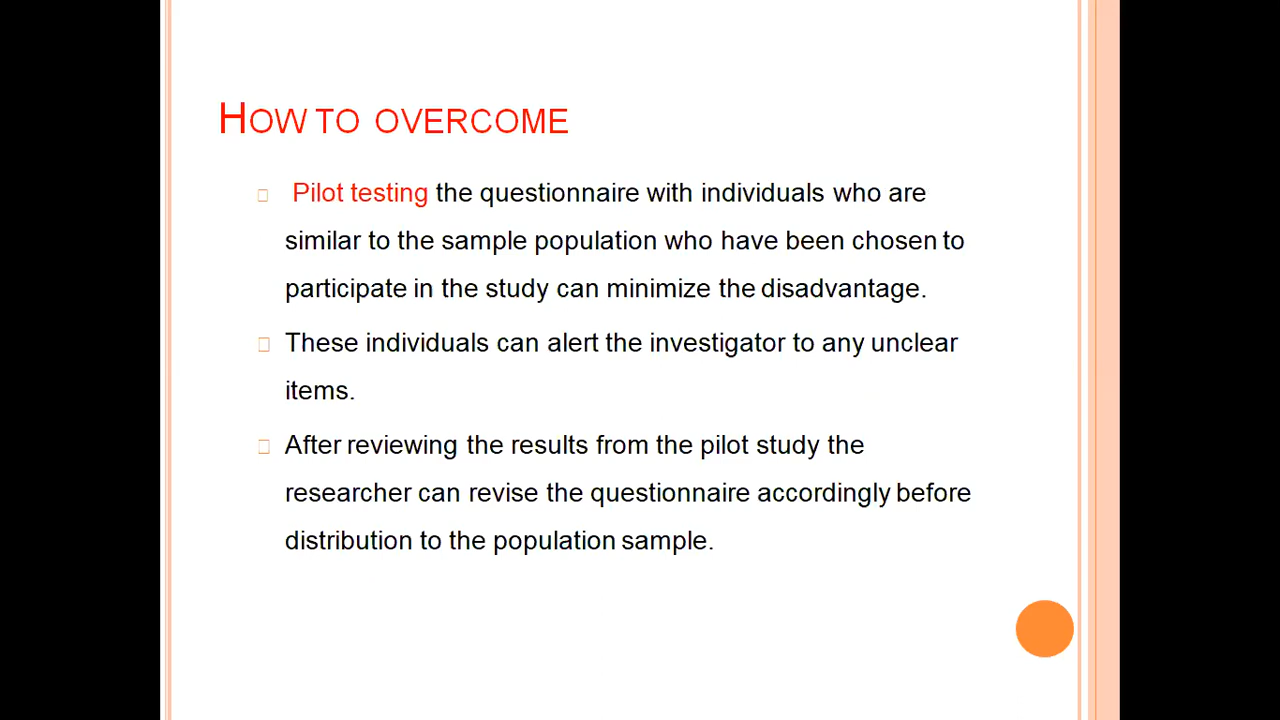 HOW TO OVERCOME
Pilot testing the questionnaire with individuals who are
similar to the sample population who have been chosen to
participate in the study can minimize the disadvantage.
These individuals can alert the investigator to any unclear
items.
After reviewing the results from the pilot study the
researcher can revise the questionnaire accordingly before
distribution to the population sample.